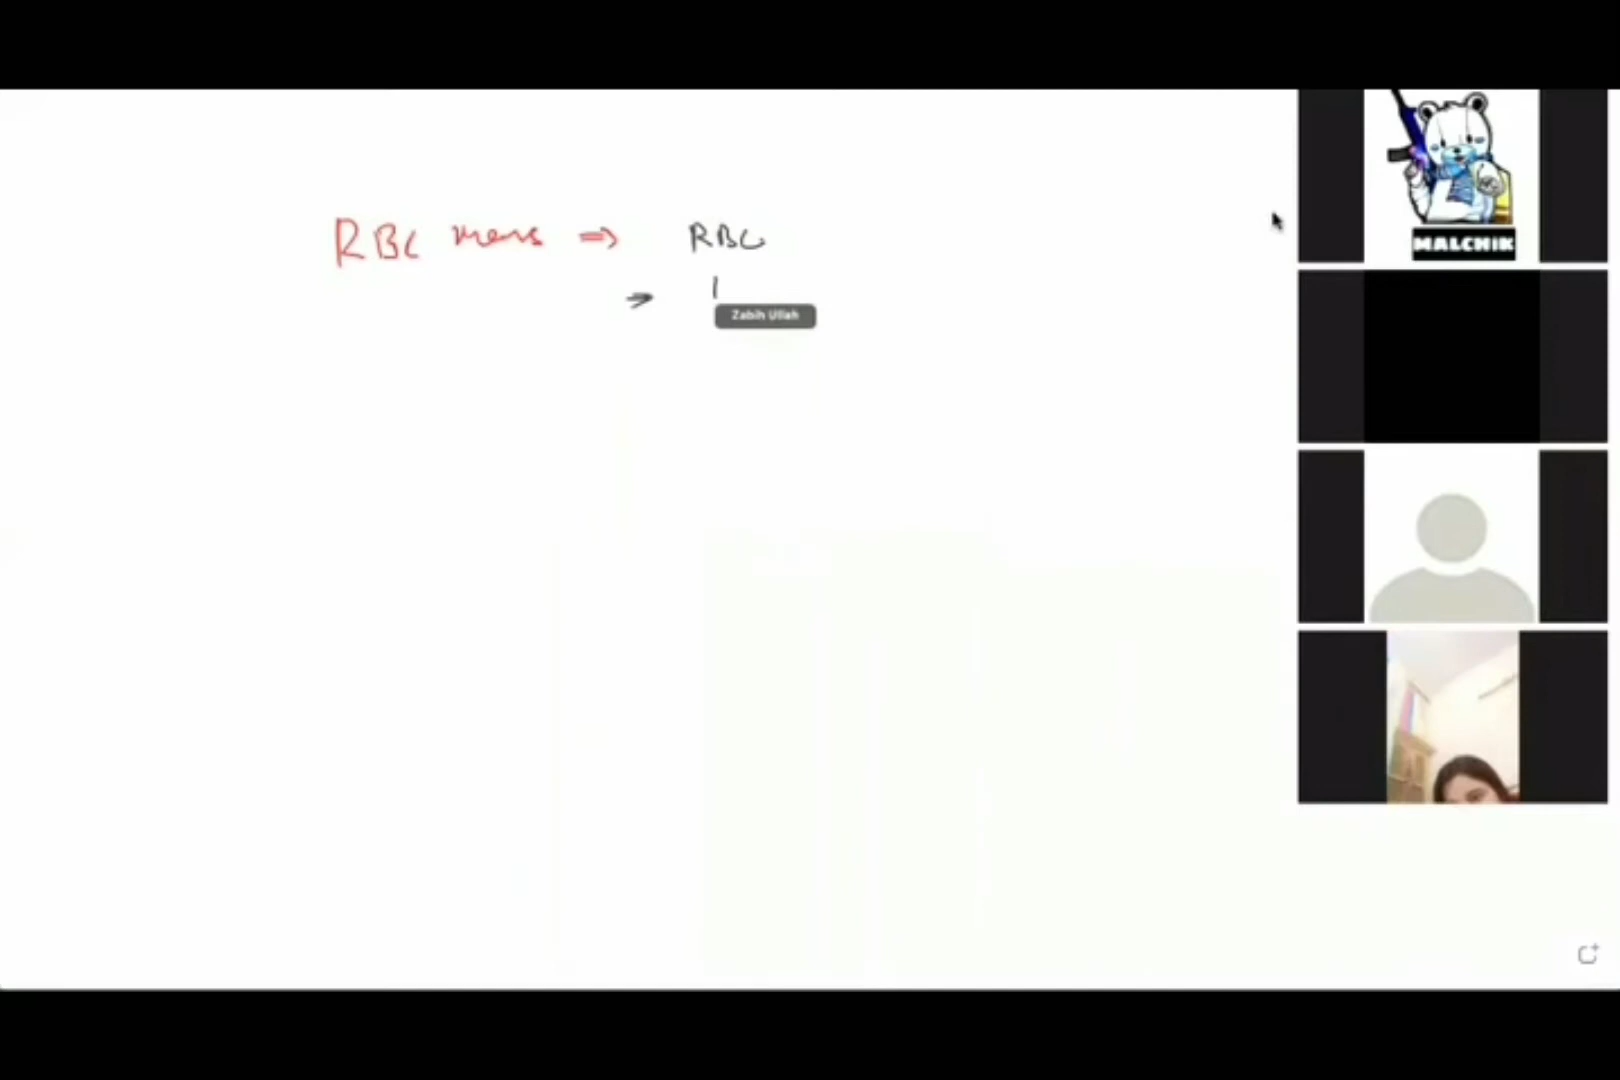 RBC mass ⇒ RBC
→
Zabih Ullah
MALCHIK